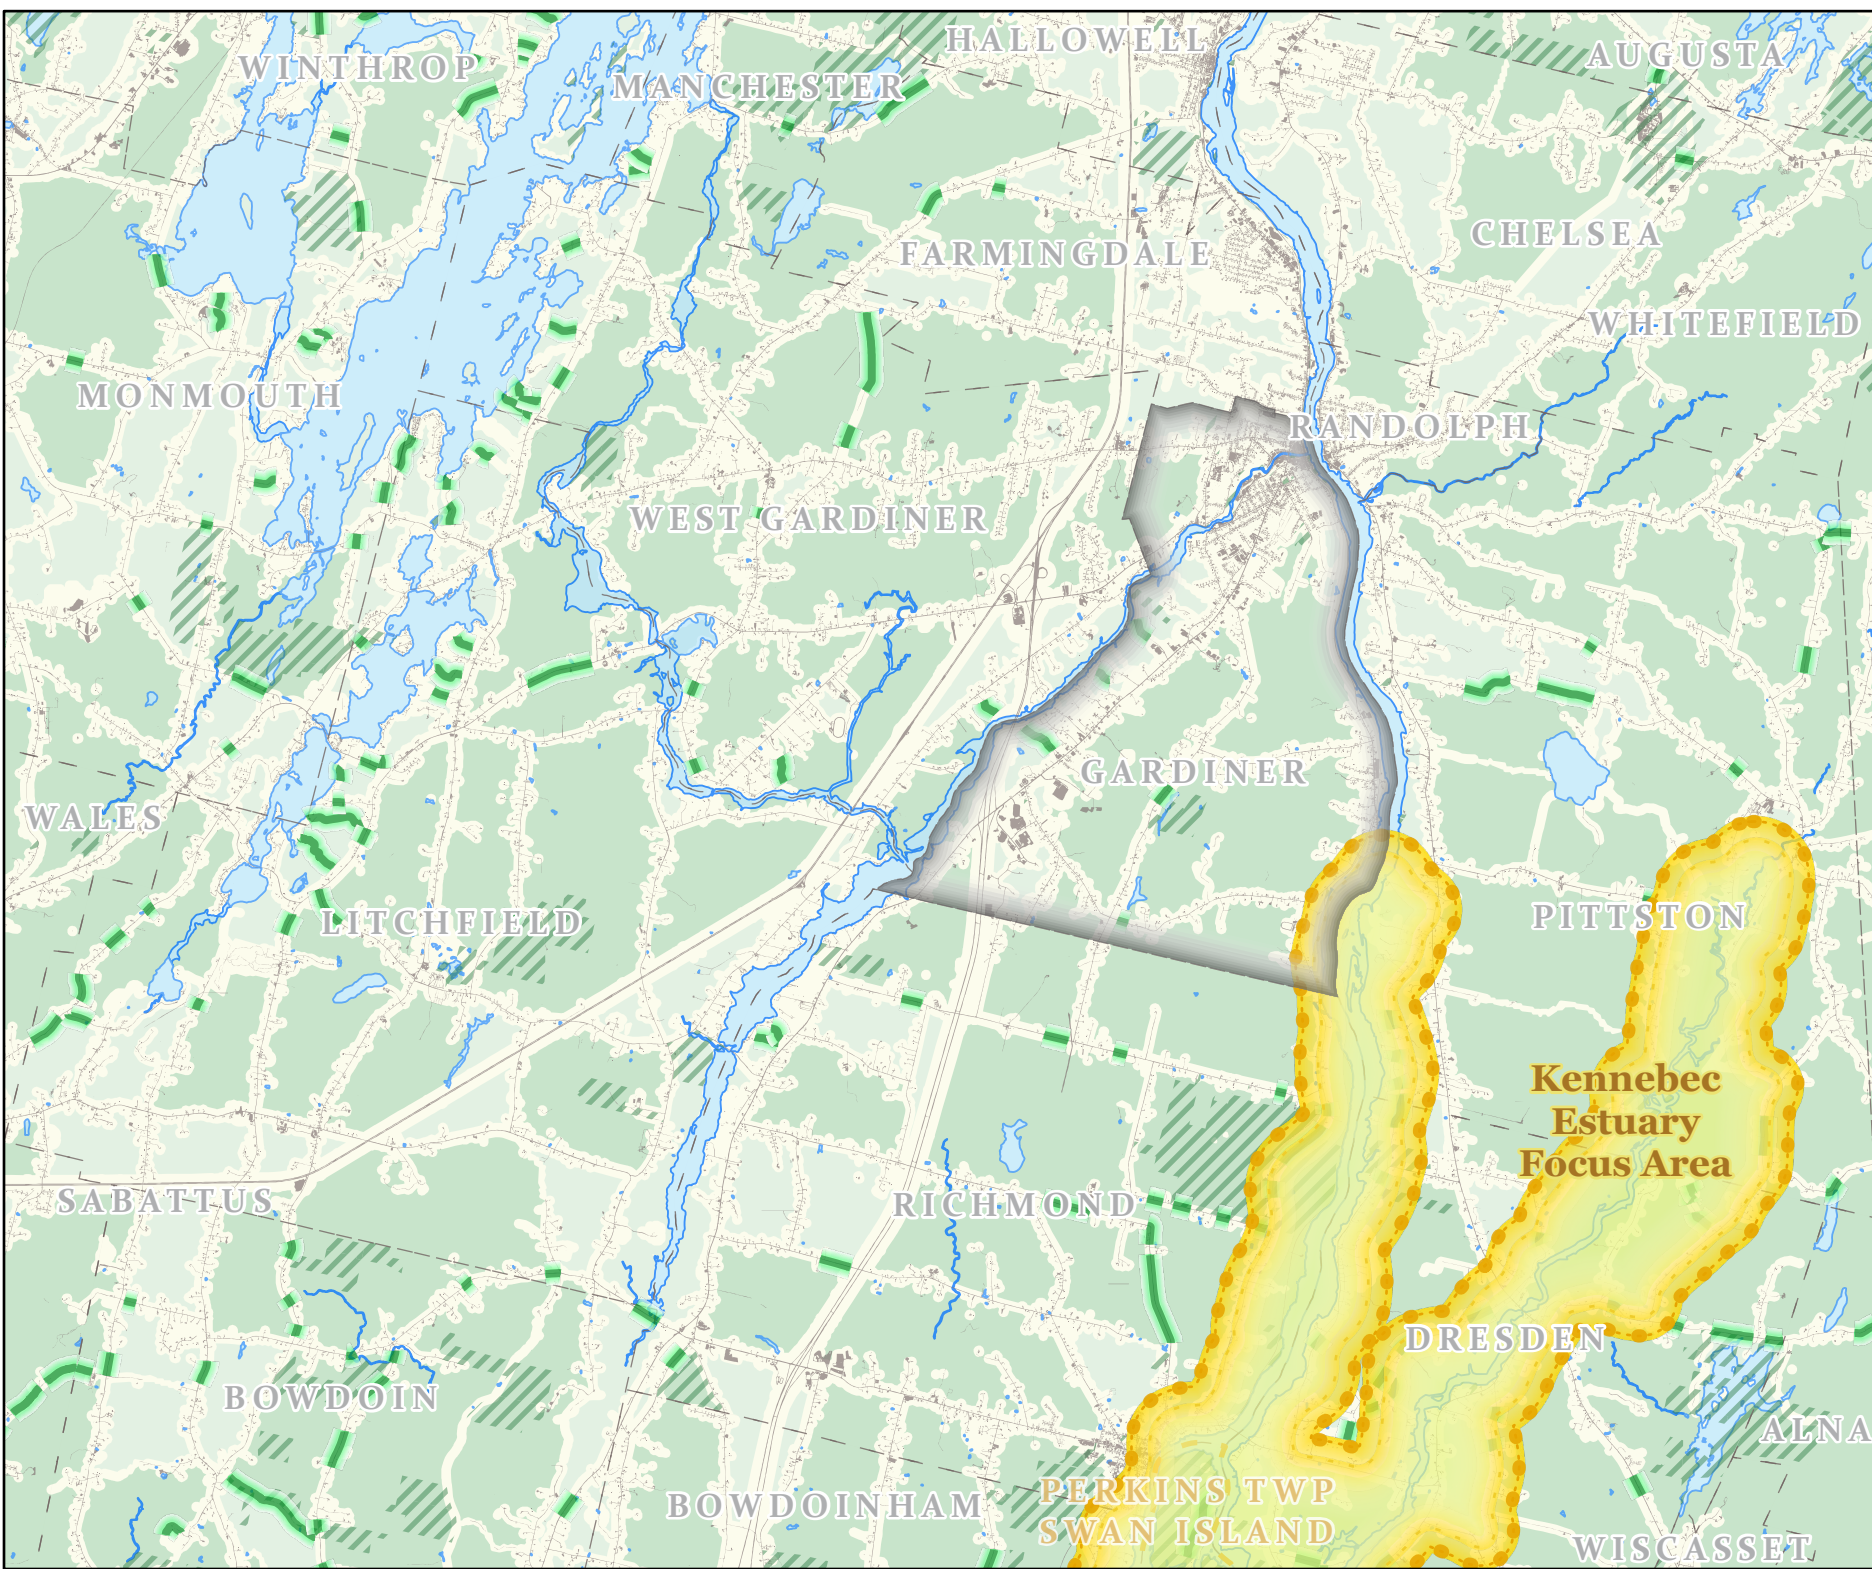 HALLOWELL
AUGUSTA
WINTHROP
MANCHESTER
CHELSEA
FARMINGDALE
WHITEFIELD
MONMOUTH
RANDOLPH
WEST GARDINER
GARDINER
WALES
LITCHFIELD
PITTSTON
Kennebec
Estuary
Focus Area
SABATTUS
RICHMOND
DRESDEN
BOWDOIN
ALNA
PERKINS TWP
SWAN ISLAND
BOWDOINHAM
WISCASSET